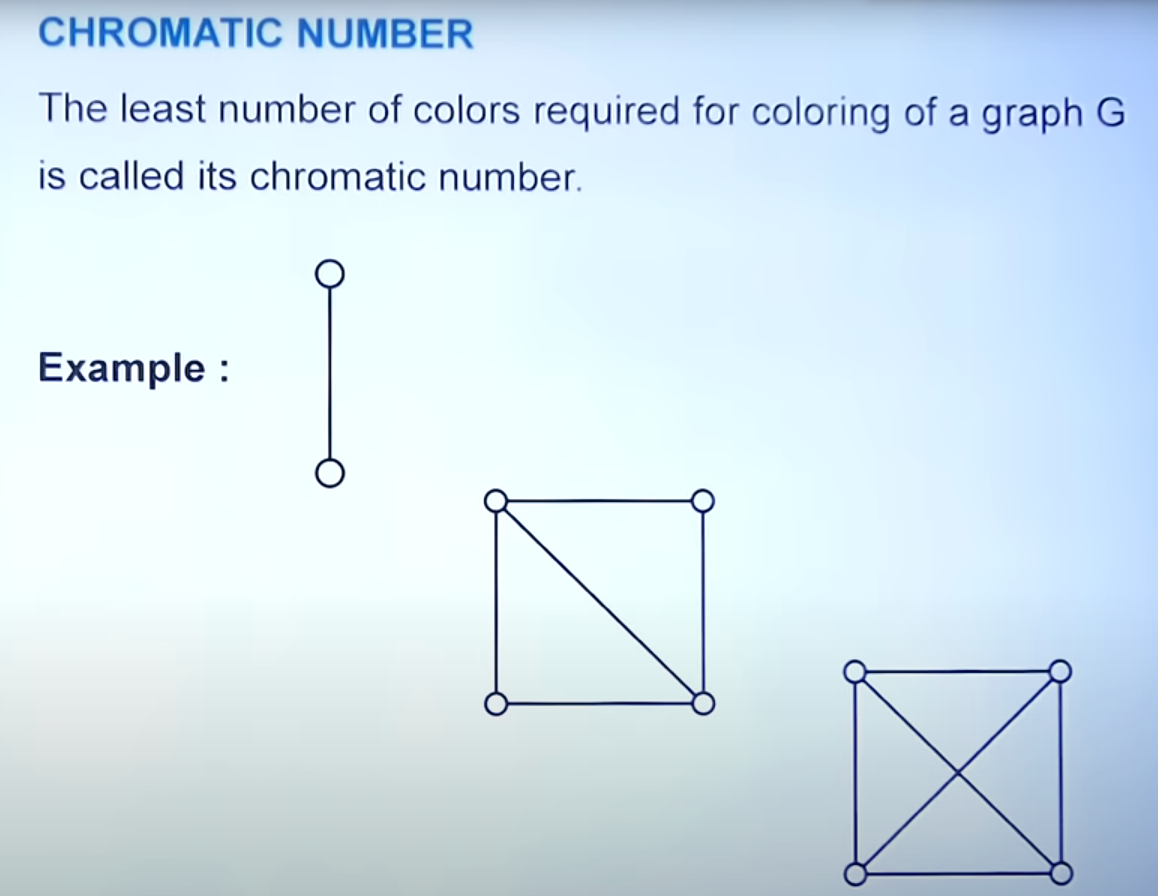 CHROMATIC NUMBER
The least number of colors required for coloring of a graph G
is called its chromatic number.
Example :